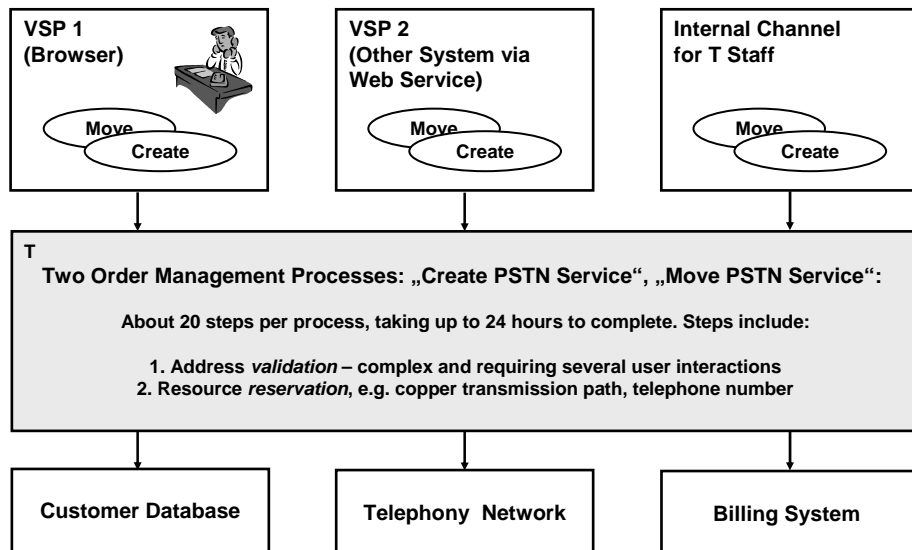 VSP 1
(Browser)
Move
Create
VSP 2
(Other System via
Web Service)
Move
Create
Internal Channel
for T Staff
Move
Create
T
Two Order Management Processes: „Create PSTN Service“, „Move PSTN Service“:
About 20 steps per process, taking up to 24 hours to complete. Steps include:
1. Address validation – complex and requiring several user interactions
2. Resource reservation, e.g. copper transmission path, telephone number
Customer Database
Telephony Network
Billing System